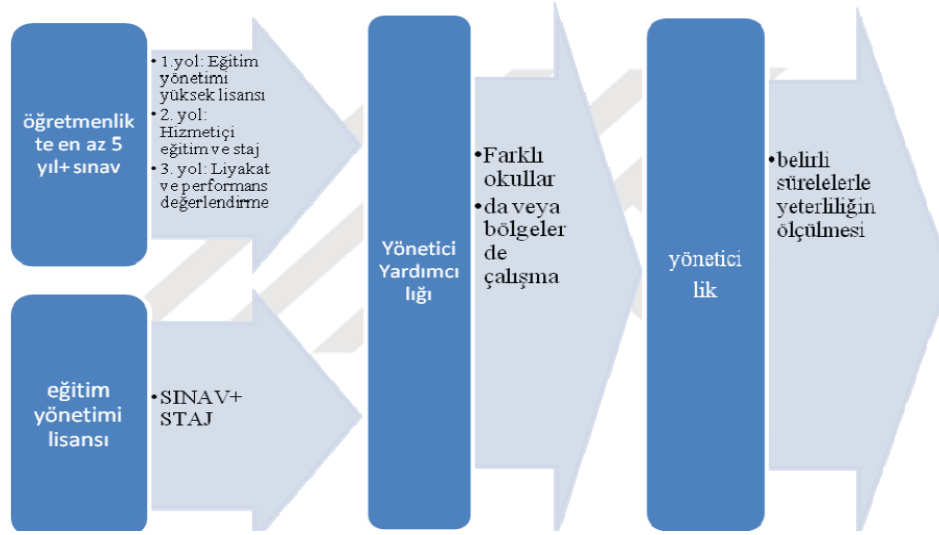 öğretmenlik
te en az 5
yıl+ sınav
•1.yol: Eğitim
yönetimi
yüksek lisansı
•2. yol:
Hizmetiçi
eğitim ve staj
•3. yol: Liyakat
ve performans
değerlendirme
eğitim
yönetimi
lisansı
•SINAV+
STAJ
Yönetici
Yardımcı
lığı
•Farklı
okullar
•da veya
bölgeler
de
çalışma
yönetici
lik
•belirli
sürelelerle
yeterliliğin
ölçülmesi